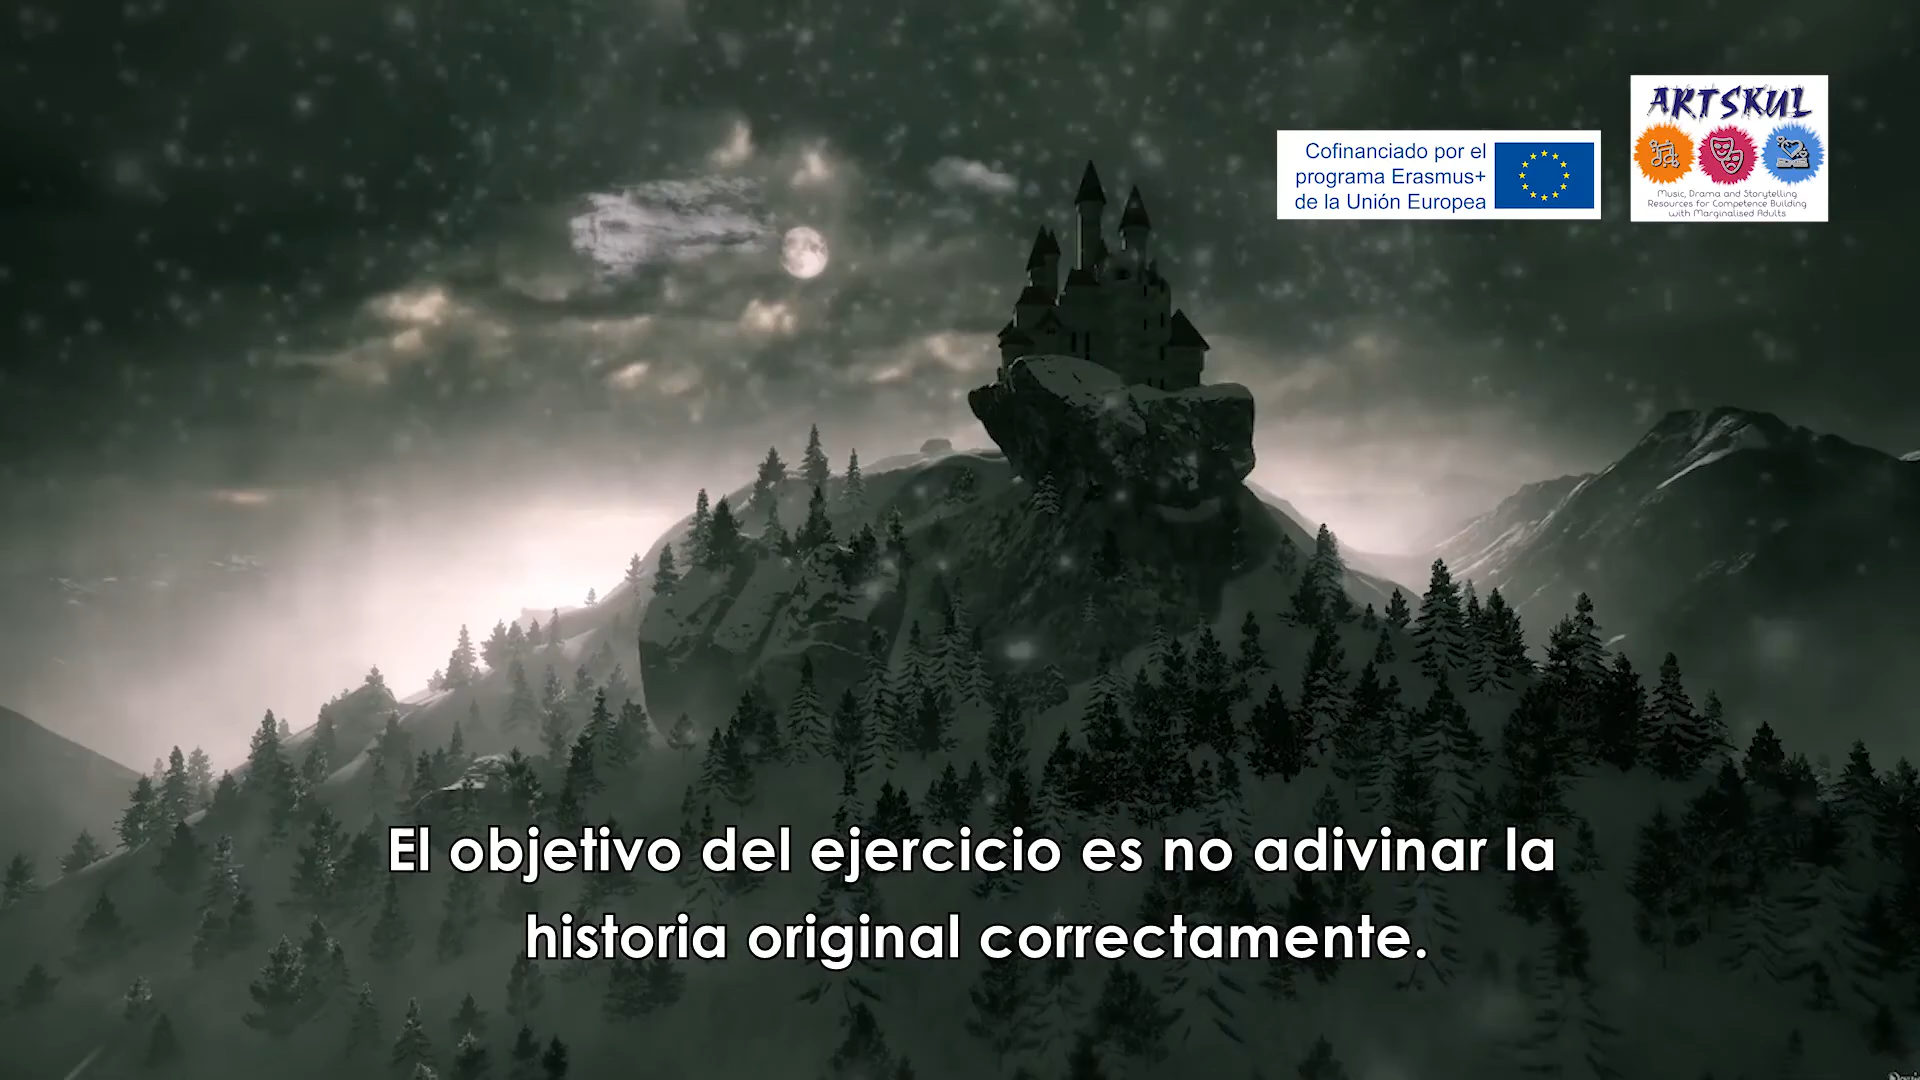 ARTSKUL
Cofinanciado por el
programa Erasmus+
de la Unión Europea
Music, Drama and Storytelling
Resources for Competence Building
with Marginalised Adults
El objetivo del ejercicio es no adivinar la
historia original correctamente.